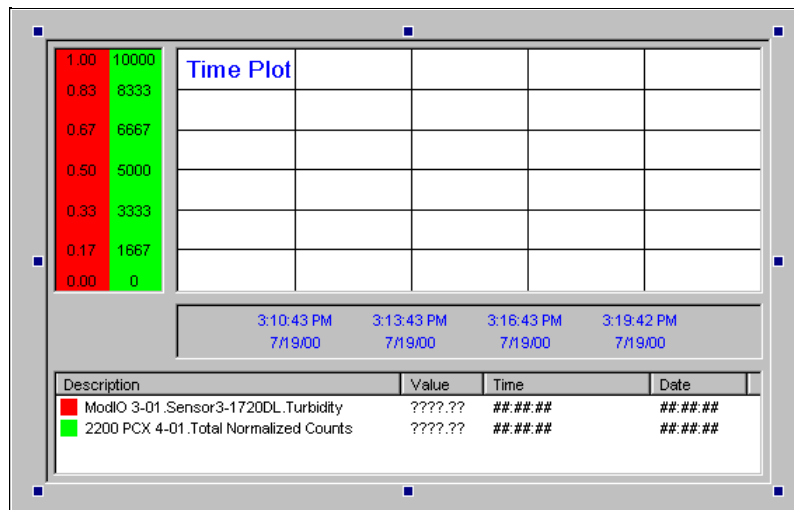 1.00 10000
0.83 8333
0.67 6667
0.50 5000
0.33 3333
0.17 1667
0.00 0
Time Plot
3:10:43 PM 3:13:43 PM 3:16:43 PM 3:19:42 PM
7/19/00 7/19/00 7/19/00 7/19/00
Description Value Time Date
ModIO 3-01.Sensor3-1720DL.Turbidity ????.?? ##:##:## ##:##:##
2200 PCX 4-01.Total Normalized Counts ????.?? ##:##:## ##:##:##